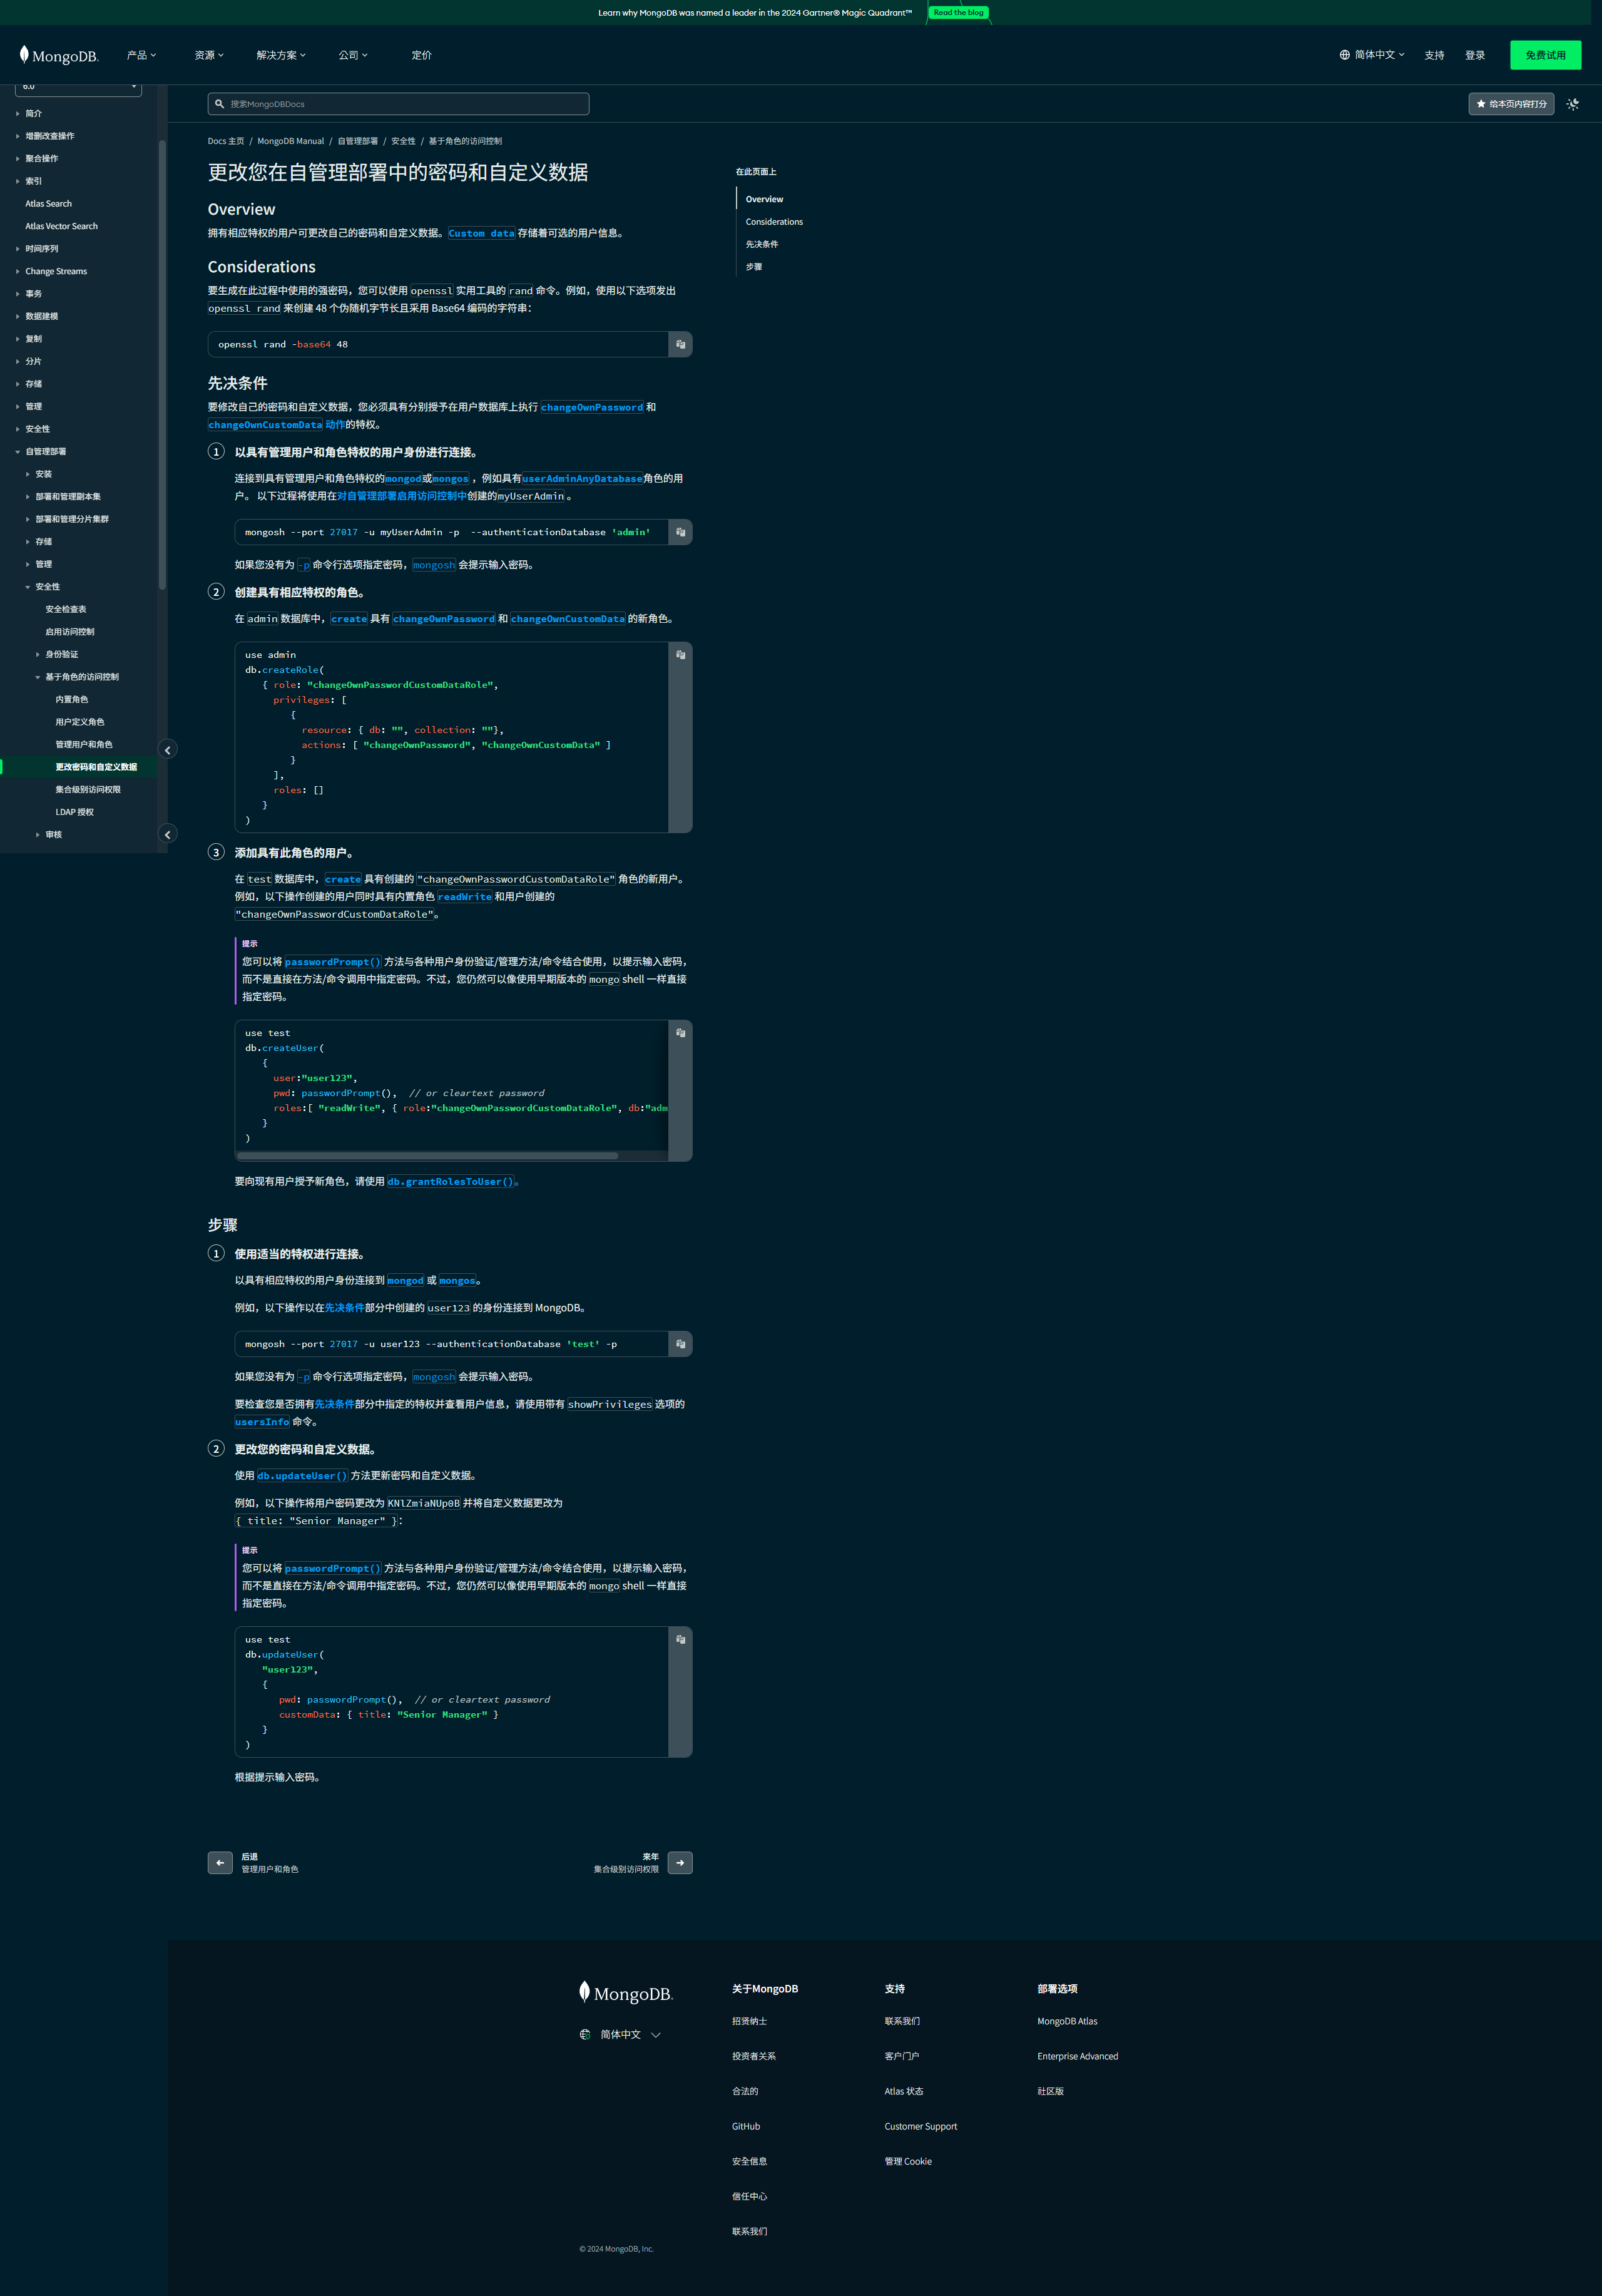 Learn why MongoDB was named a leader in the 2024 Gartner® Magic Quadrant™ Read the blog
MongoDB. 产品 资源 解决方案 公司 定价 简体中文 支持 登录 免费试用
6.0
简介
增删改查操作
聚合操作
索引
Atlas Search
Atlas Vector Search
时间序列
Change Streams
事务
数据建模
复制
分片
存储
管理
安全性
自管理部署
安装
部署和管理副本集
部署和管理分片集群
存储
管理
安全性
安全检查表
启用访问控制
身份验证
基于角色的访问控制
内置角色
用户定义角色
管理用户和角色
更改密码和自定义数据
集合级别访问权限
LDAP 授权
审核
搜索MongoDBDocs
给本页内容打分
Docs 主页 / MongoDB Manual / 自管理部署 / 安全性 / 基于角色的访问控制
更改您在自管理部署中的密码和自定义数据
Overview
拥有相应特权的用户可更改自己的密码和自定义数据。Custom data 存储着可选的用户信息。
Considerations
要生成在此过程中使用的强密码，您可以使用 openssl 实用工具的 rand 命令。例如，使用以下选项发出
openssl rand 来创建 48 个伪随机字节长且采用 Base64 编码的字符串：
openssl rand -base64 48
先决条件
要修改自己的密码和自定义数据，您必须具有分别授予在用户数据库上执行 changeOwnPassword 和
changeOwnCustomData 动作的特权。
1 以具有管理用户和角色特权的用户身份进行连接。
连接到具有管理用户和角色特权的mongod或mongos ，例如具有userAdminAnyDatabase角色的用
户。 以下过程将使用在对自管理部署启用访问控制中创建的myUserAdmin 。
mongosh --port 27017 -u myUserAdmin -p  --authenticationDatabase 'admin'
如果您没有为 -p 命令行选项指定密码，mongosh 会提示输入密码。
2 创建具有相应特权的角色。
在 admin 数据库中，create 具有 changeOwnPassword 和 changeOwnCustomData 的新角色。
use admin
db.createRole(
   { role: "changeOwnPasswordCustomDataRole",
     privileges: [
        {
          resource: { db: "", collection: ""},
          actions: [ "changeOwnPassword", "changeOwnCustomData" ]
        }
     ],
     roles: []
   }
)
3 添加具有此角色的用户。
在 test 数据库中，create 具有创建的 "changeOwnPasswordCustomDataRole" 角色的新用户。
例如，以下操作创建的用户同时具有内置角色 readWrite 和用户创建的
"changeOwnPasswordCustomDataRole"。
提示
您可以将 passwordPrompt() 方法与各种用户身份验证/管理方法/命令结合使用，以提示输入密码，
而不是直接在方法/命令调用中指定密码。不过，您仍然可以像使用早期版本的 mongo shell 一样直接
指定密码。
use test
db.createUser(
   {
     user:"user123",
     pwd: passwordPrompt(),  // or cleartext password
     roles:[ "readWrite", { role:"changeOwnPasswordCustomDataRole", db:"adm
   }
)
要向现有用户授予新角色，请使用 db.grantRolesToUser()。
步骤
1 使用适当的特权进行连接。
以具有相应特权的用户身份连接到 mongod 或 mongos。
例如，以下操作以在先决条件部分中创建的 user123 的身份连接到 MongoDB。
mongosh --port 27017 -u user123 --authenticationDatabase 'test' -p
如果您没有为 -p 命令行选项指定密码，mongosh 会提示输入密码。
要检查您是否拥有先决条件部分中指定的特权并查看用户信息，请使用带有 showPrivileges 选项的
usersInfo 命令。
2 更改您的密码和自定义数据。
使用 db.updateUser() 方法更新密码和自定义数据。
例如，以下操作将用户密码更改为 KNlZmiaNUp0B 并将自定义数据更改为
{ title: "Senior Manager" }：
提示
您可以将 passwordPrompt() 方法与各种用户身份验证/管理方法/命令结合使用，以提示输入密码，
而不是直接在方法/命令调用中指定密码。不过，您仍然可以像使用早期版本的 mongo shell 一样直接
指定密码。
use test
db.updateUser(
   "user123",
   {
      pwd: passwordPrompt(),  // or cleartext password
      customData: { title: "Senior Manager" }
   }
)
根据提示输入密码。
后退
管理用户和角色
来年
集合级别访问权限
在此页面上
Overview
Considerations
先决条件
步骤
MongoDB.
简体中文
关于MongoDB
招贤纳士
投资者关系
合法的
GitHub
安全信息
信任中心
联系我们
支持
联系我们
客户门户
Atlas 状态
Customer Support
管理 Cookie
部署选项
MongoDB Atlas
Enterprise Advanced
社区版
© 2024 MongoDB, Inc.